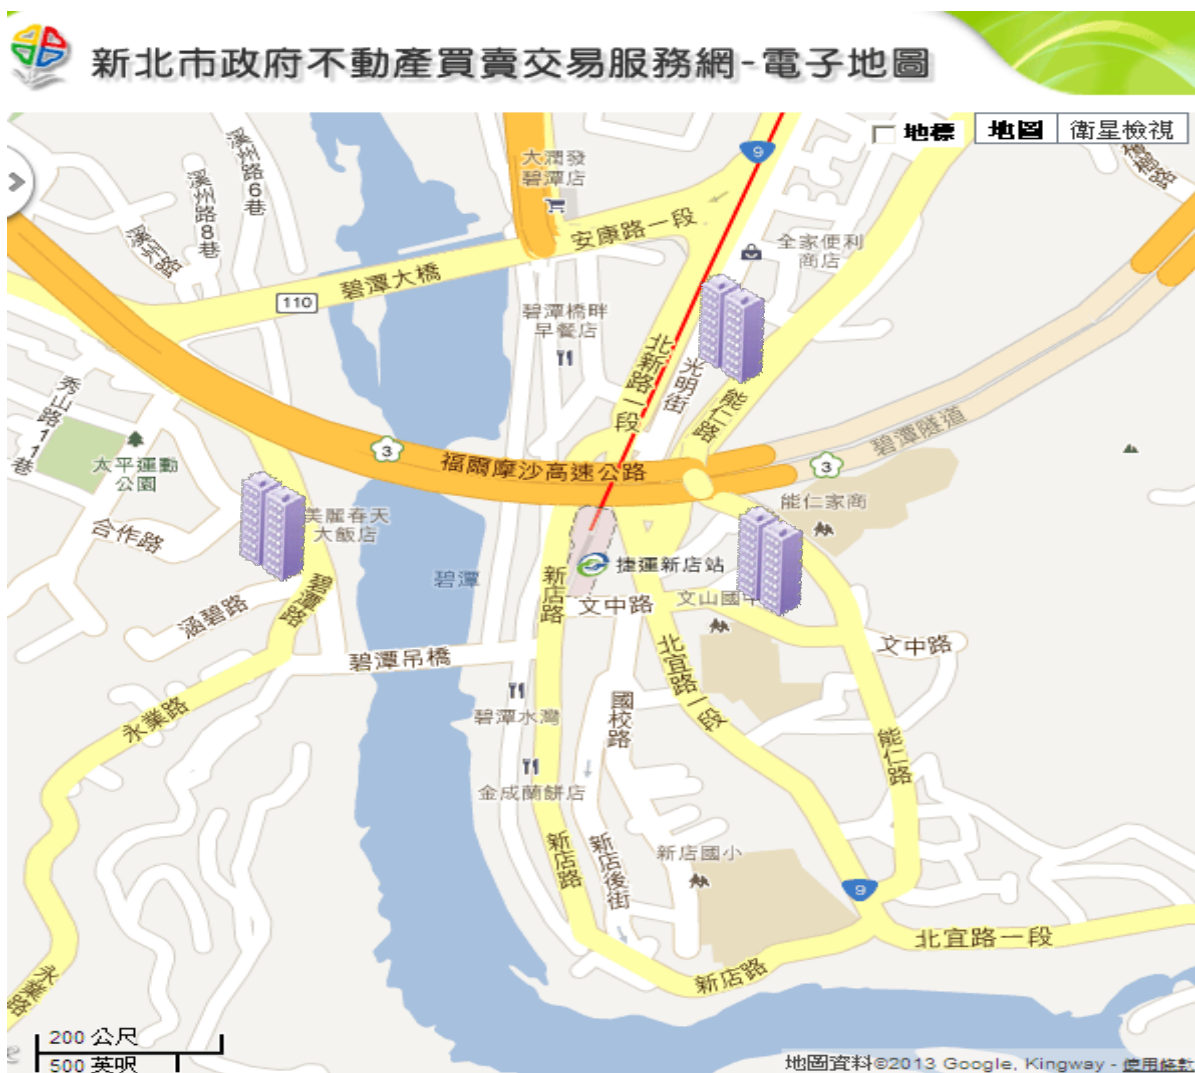 新北市政府不動產買賣交易服務網-電子地圖
地標
地圖
衛星檢視
溪州路6巷
溪州路8巷
溪州路
大潤發
碧潭店
9
安康路一段
全家便利
商店
碧潭大橋
110
碧潭橋畔
早餐店
北新路一段
光明街
能仁路
秀山路11巷
太平運動
公園
3
福爾摩沙高速公路
3
碧潭隧道
能仁家商
美麗春天
大飯店
合作路
碧潭路
涵碧路
碧潭
新店路
捷運新店站
文中路
文山國中
文中路
碧潭吊橋
北宜路一段
永業路
碧潭水灣
國校路
能仁路
金成蘭餅店
新店路
新店後街
新店國小
9
北宜路一段
新店路
永業路
200 公尺
500 英呎
地圖資料©2013 Google, Kingway - 使用條款